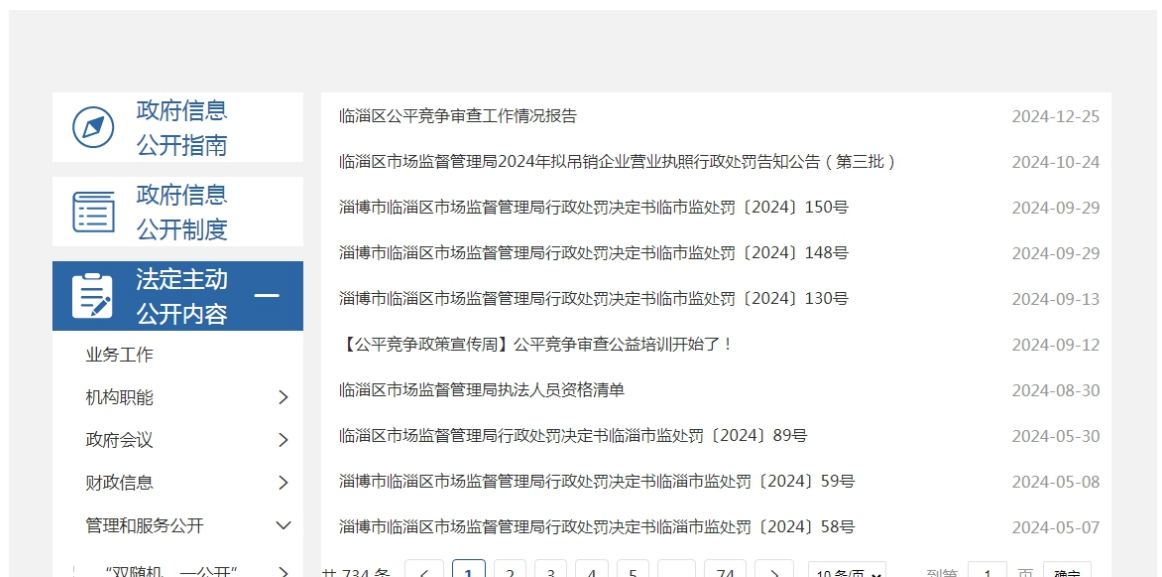 政府信息
公开指南
政府信息
公开制度
法定主动
公开内容
业务工作
机构职能
政府会议
财政信息
管理和服务公开
“双随机、一公开”
临淄区公平竞争审查工作情况报告 2024-12-25
临淄区市场监督管理局2024年拟吊销企业营业执照行政处罚告知公告（第三批） 2024-10-24
淄博市临淄区市场监督管理局行政处罚决定书临市监处罚〔2024〕150号 2024-09-29
淄博市临淄区市场监督管理局行政处罚决定书临市监处罚〔2024〕148号 2024-09-29
淄博市临淄区市场监督管理局行政处罚决定书临市监处罚〔2024〕130号 2024-09-13
【公平竞争政策宣传周】公平竞争审查公益培训开始了！ 2024-09-12
临淄区市场监督管理局执法人员资格清单 2024-08-30
临淄区市场监督管理局行政处罚决定书临淄市监处罚〔2024〕89号 2024-05-30
淄博市临淄区市场监督管理局行政处罚决定书临淄市监处罚〔2024〕59号 2024-05-08
淄博市临淄区市场监督管理局行政处罚决定书临淄市监处罚〔2024〕58号 2024-05-07
共 734 条 < 1 2 3 4 5 … 74 > 10 条/页 到第 1 页 确定